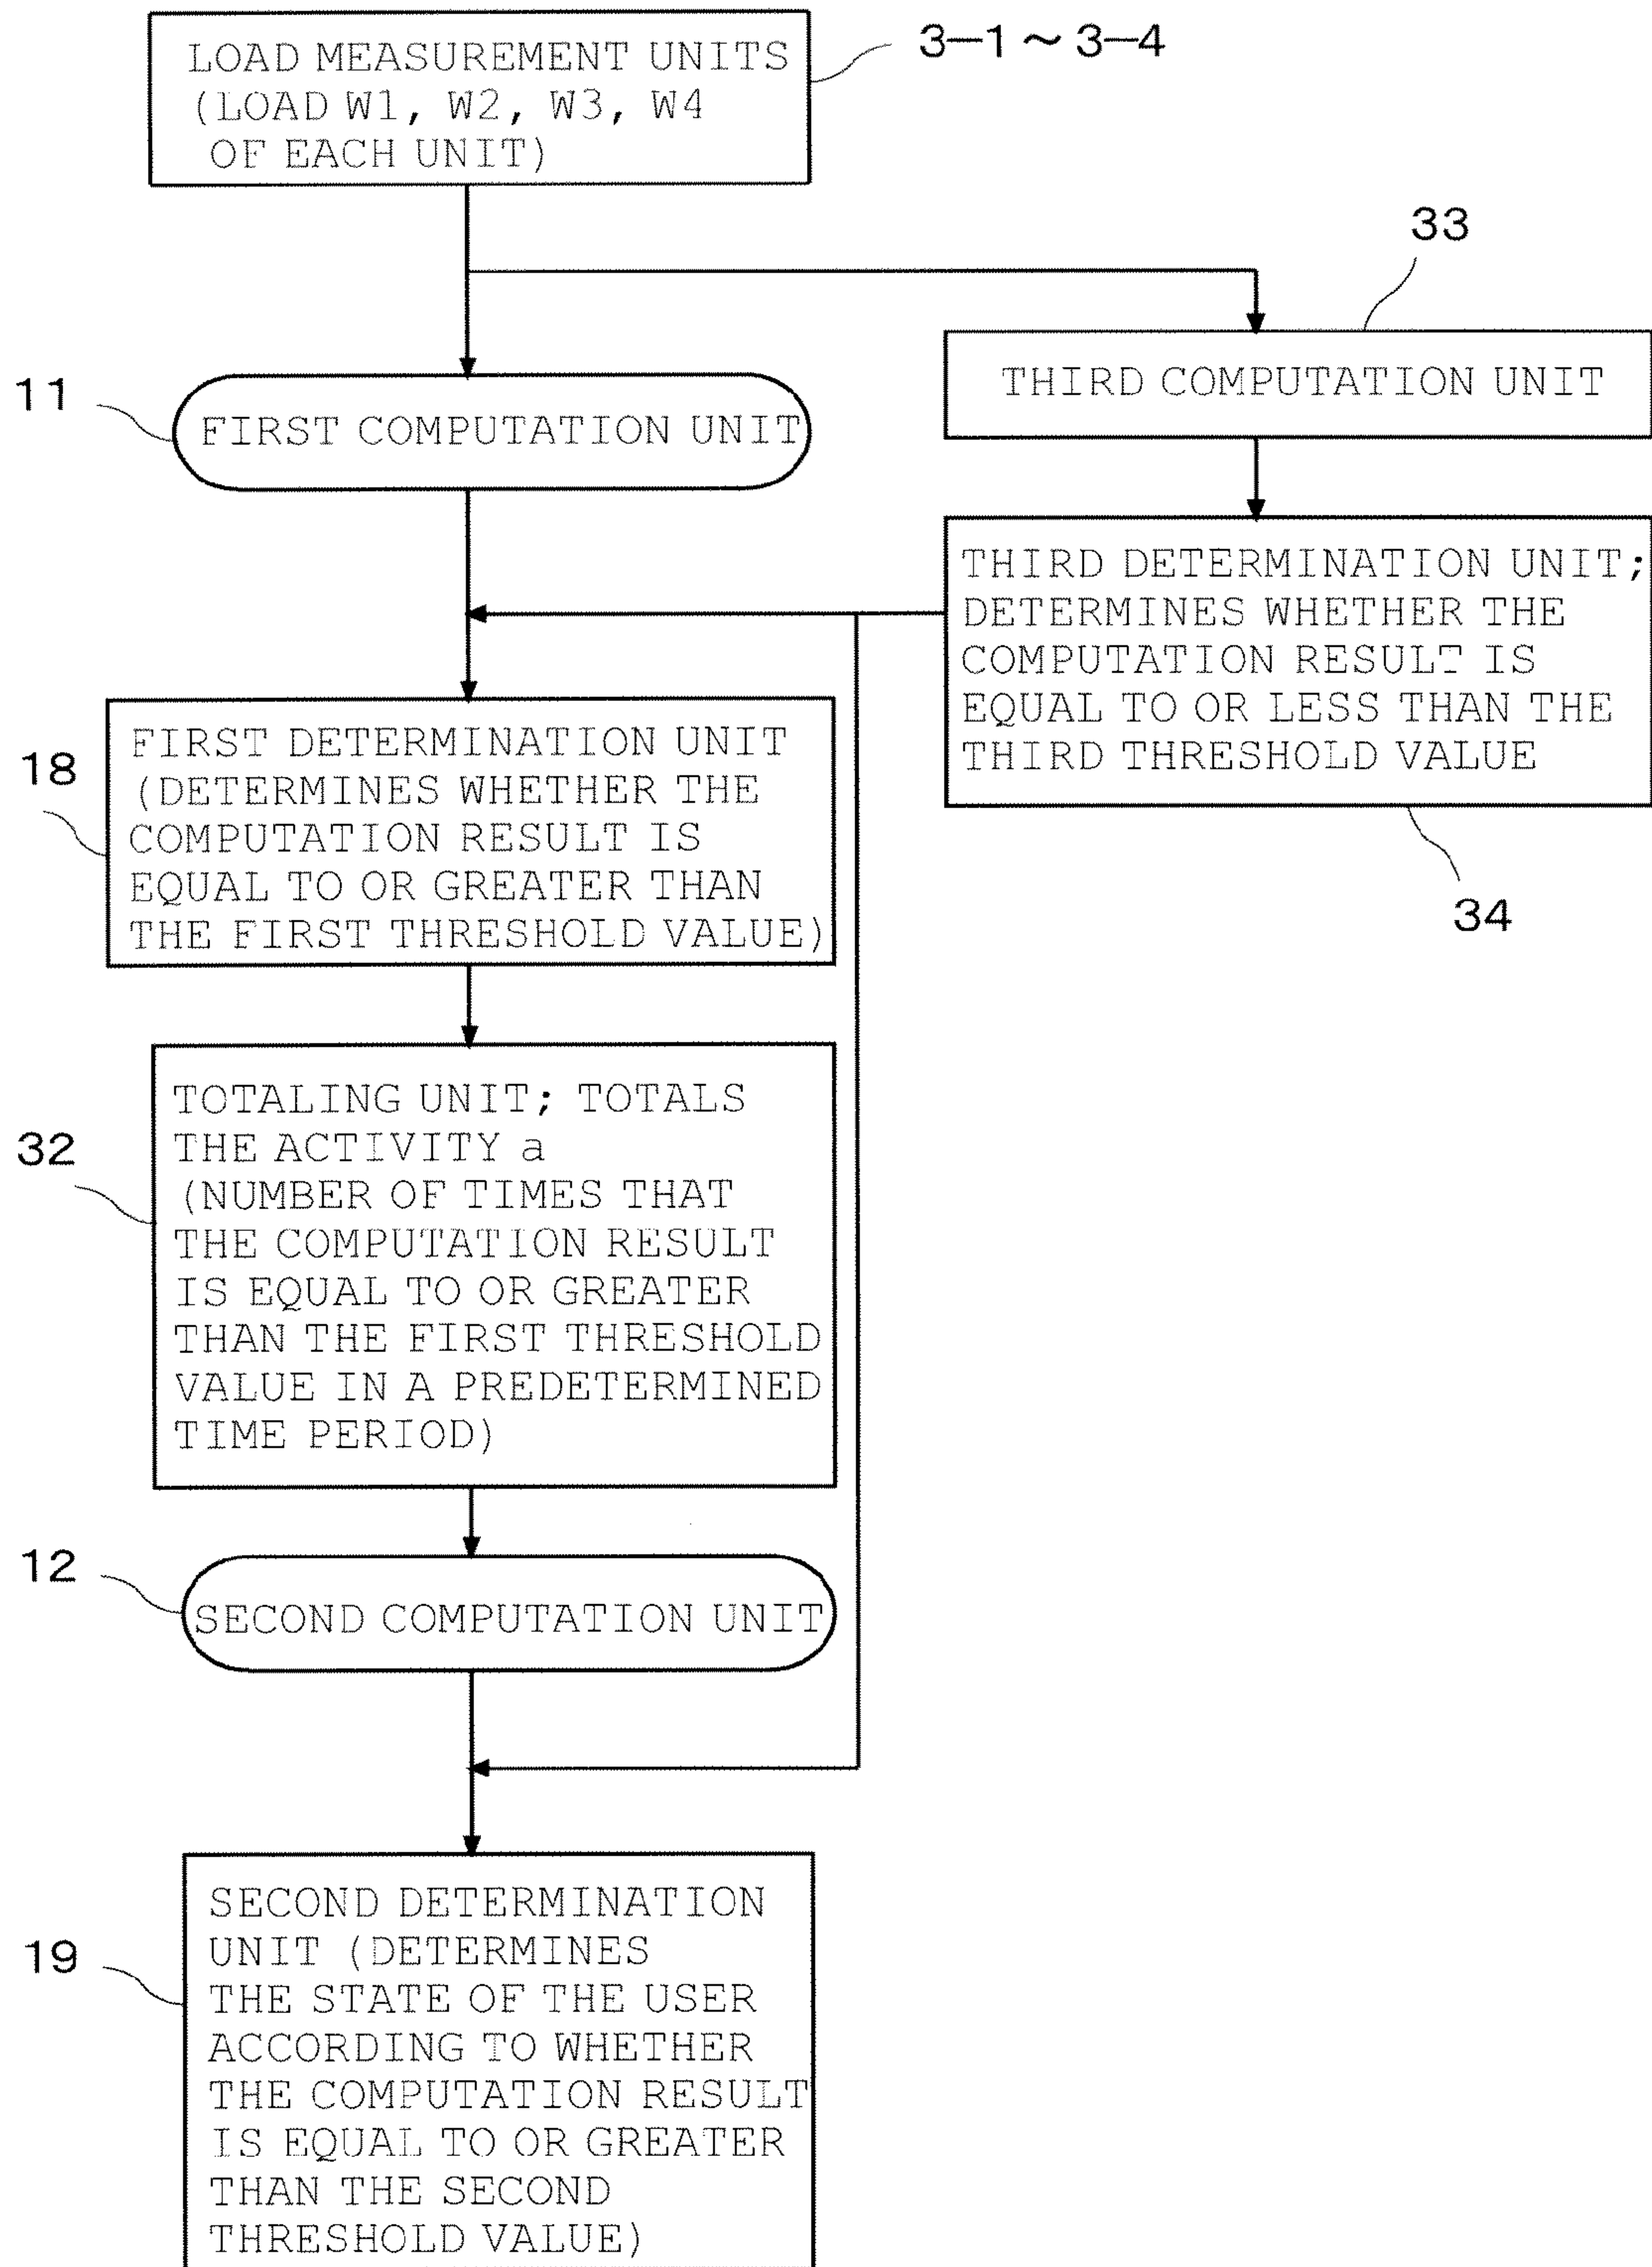 LOAD MEASUREMENT UNITS
(LOAD W1, W2, W3, W4
OF EACH UNIT)
3-1~3-4
33
THIRD COMPUTATION UNIT
11
FIRST COMPUTATION UNIT
THIRD DETERMINATION UNIT;
DETERMINES WHETHER THE
COMPUTATION RESULT IS
EQUAL TO OR LESS THAN THE
THIRD THRESHOLD VALUE
34
18
FIRST DETERMINATION UNIT
(DETERMINES WHETHER THE
COMPUTATION RESULT IS
EQUAL TO OR GREATER THAN
THE FIRST THRESHOLD VALUE)
32
TOTALING UNIT; TOTALS
THE ACTIVITY a
(NUMBER OF TIMES THAT
THE COMPUTATION RESULT
IS EQUAL TO OR GREATER
THAN THE FIRST THRESHOLD
VALUE IN A PREDETERMINED
TIME PERIOD)
12
SECOND COMPUTATION UNIT
19
SECOND DETERMINATION
UNIT (DETERMINES
THE STATE OF THE USER
ACCORDING TO WHETHER
THE COMPUTATION RESULT
IS EQUAL TO OR GREATER
THAN THE SECOND
THRESHOLD VALUE)